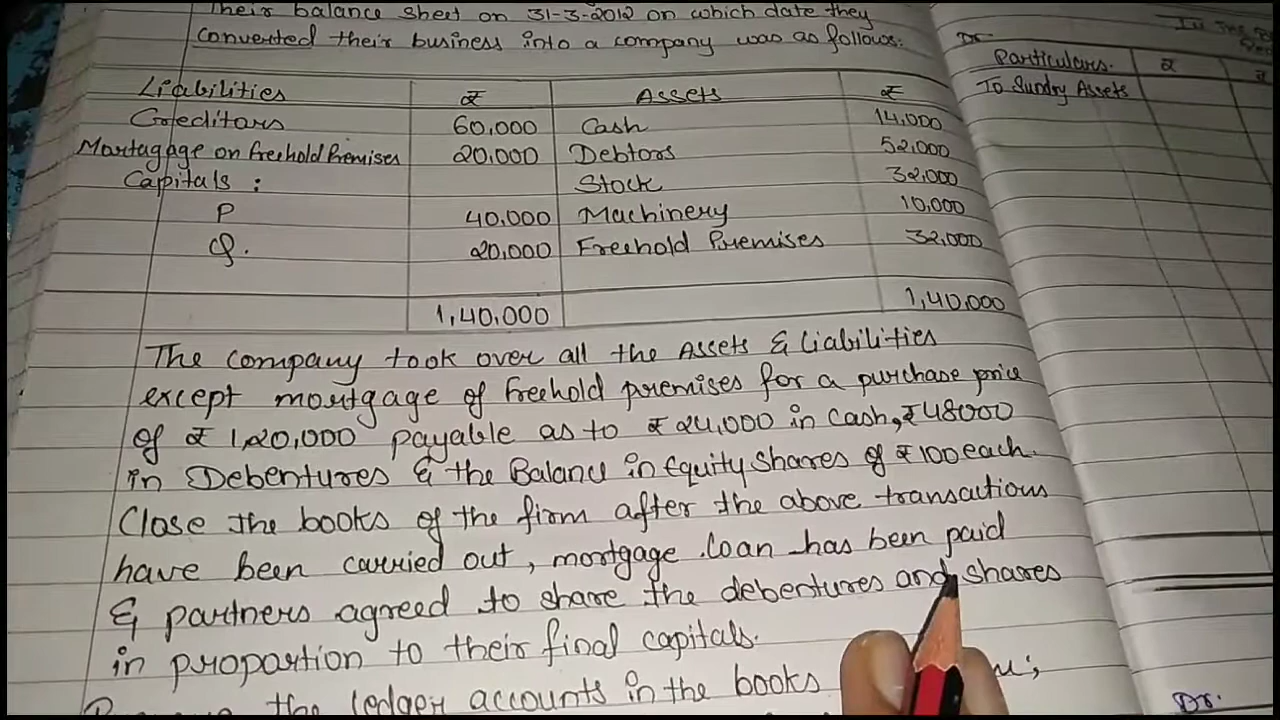 Their balance sheet on 31-3-2012 on which date they
converted their business into a company was as follows:
Liabilities ₹ Assets ₹
Creditors 60,000 Cash 14,000
Mortagage on Freehold Premises 20,000 Debtors 52,000
Capitals : Stock 32,000
P 40,000 Machinery 10,000
Q. 20,000 Freehold Premises 32,000
1,40,000 1,40,000
The company took over all the Assets & Liabilities
except mortgage of Freehold premises for a purchase price
of ₹ 1,20,000 payable as to ₹ 24,000 in cash, ₹ 48000
in Debentures & the Balance in Equity Shares of ₹ 100 each.
Close the books of the firm after the above transactions
have been carried out, mortgage loan has been paid
& partners agreed to share the debentures and shares
in proportion to their final capitals.
the ledger accounts in the books
Dr.
Particulars. ₹ ₹
To Sundry Assets
Dr.